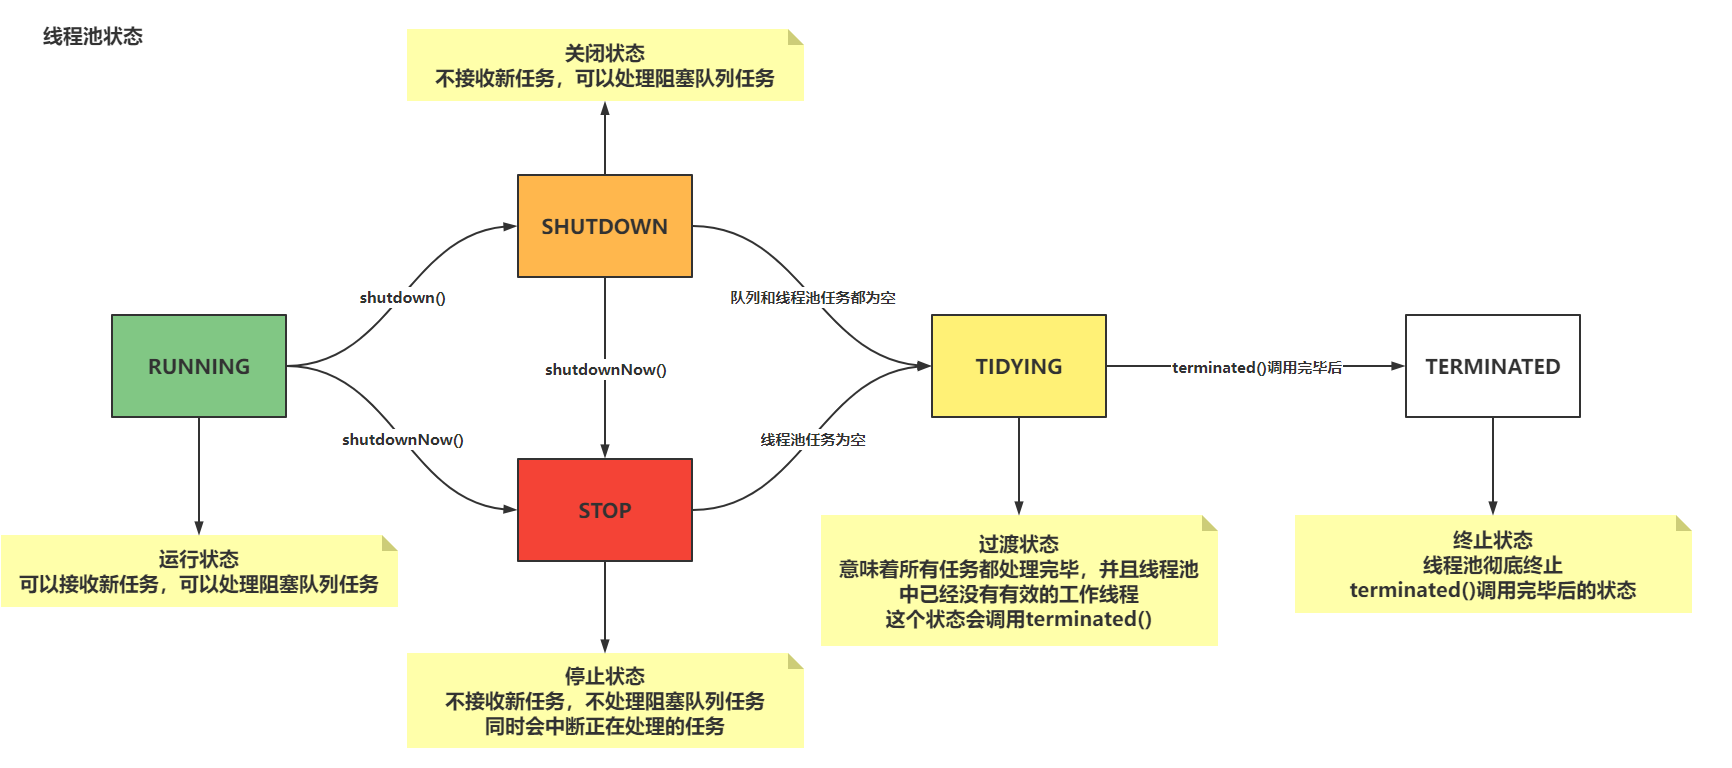 线程池状态
关闭状态
不接收新任务，可以处理阻塞队列任务
SHUTDOWN
shutdown()
队列和线程池任务都为空
RUNNING
shutdownNow()
TIDYING
terminated()调用完毕后
TERMINATED
shutdownNow()
线程池任务为空
STOP
运行状态
可以接收新任务，可以处理阻塞队列任务
过渡状态
意味着所有任务都处理完毕，并且线程池
中已经没有有效的工作线程
这个状态会调用terminated()
终止状态
线程池彻底终止
terminated()调用完毕后的状态
停止状态
不接收新任务，不处理阻塞队列任务
同时会中断正在处理的任务